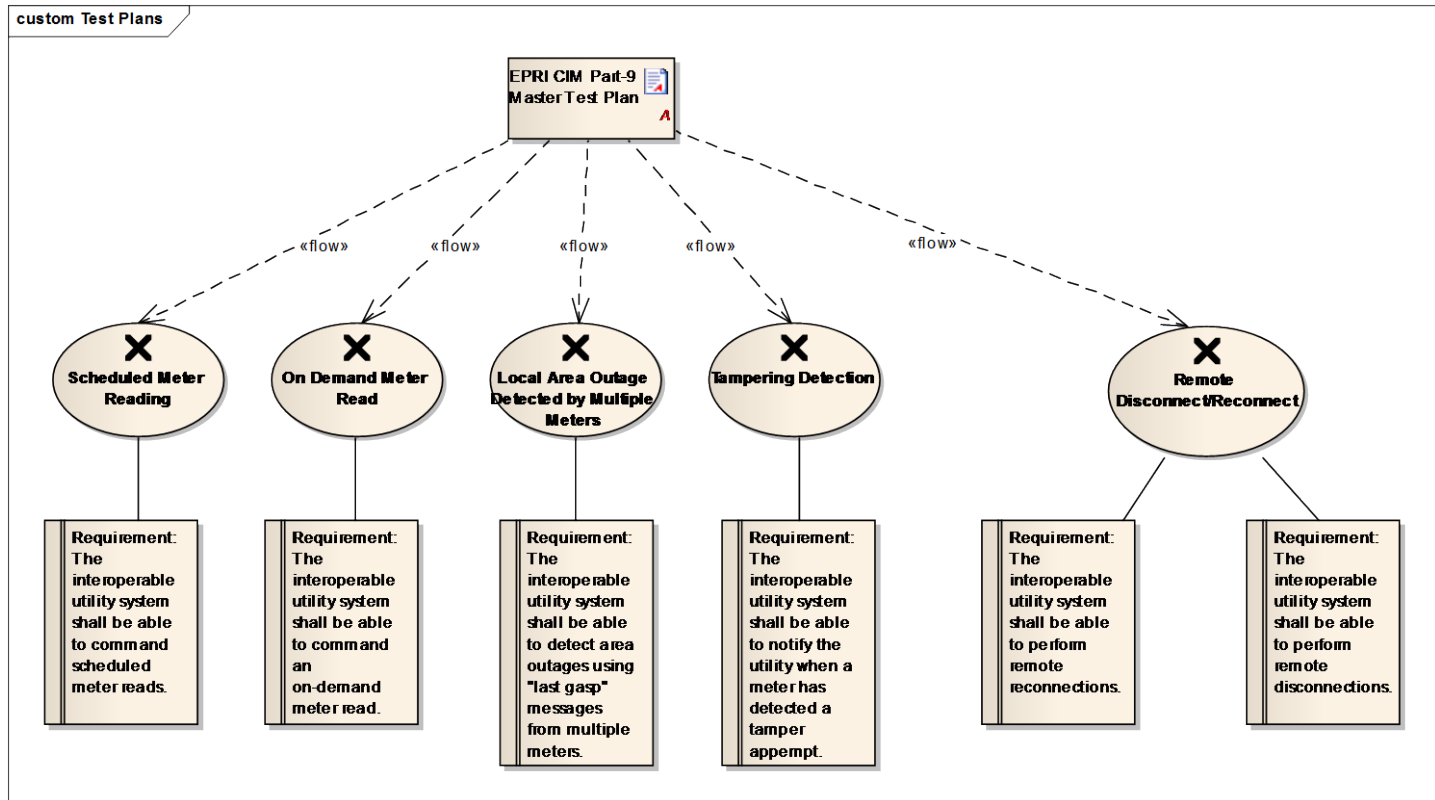 custom Test Plans
EPRI CIM Part-9
Master Test Plan
A
«flow»
«flow»
«flow»
«flow»
«flow»
Scheduled Meter
Reading
On Demand Meter
Read
Local Area Outage
Detected by Multiple
Meters
Tampering Detection
Remote
Disconnect/Reconnect
Requirement:
The
interoperable
utility system
shall be able
to command
scheduled
meter reads.
Requirement:
The
interoperable
utility system
shall be able
to command
an
on-demand
meter read.
Requirement:
The
interoperable
utility system
shall be able
to detect area
outages using
"last gasp"
messages
from multiple
meters.
Requirement:
The
interoperable
utility system
shall be able
to notify the
utility when a
meter has
detected a
tamper
appempt.
Requirement:
The
interoperable
utility system
shall be able
to perform
remote
reconnections.
Requirement:
The
interoperable
utility system
shall be able
to perform
remote
disconnections.